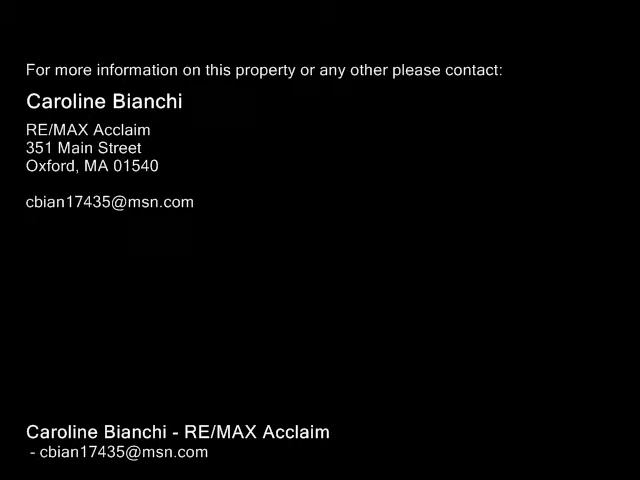 For more information on this property or any other please contact:
Caroline Bianchi
RE/MAX Acclaim
351 Main Street
Oxford, MA 01540
cbian17435@msn.com
Caroline Bianchi - RE/MAX Acclaim
- cbian17435@msn.com